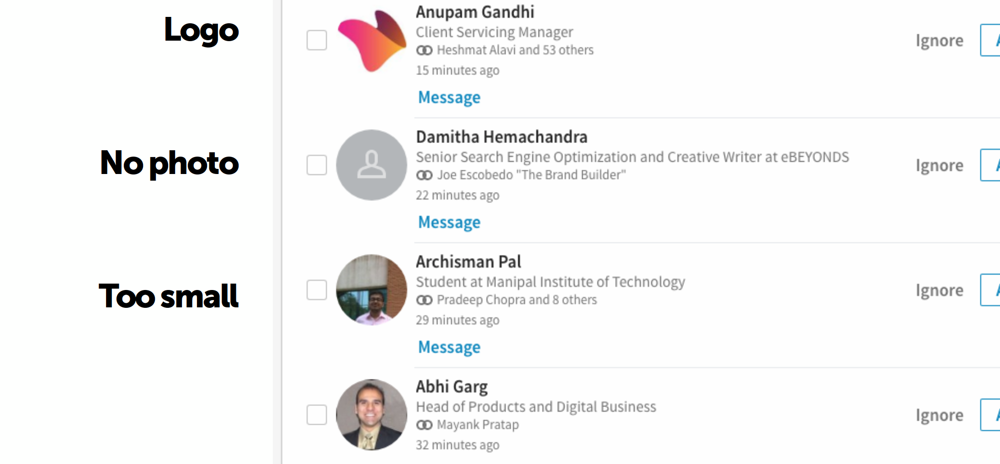 Logo
Anupam Gandhi
Client Servicing Manager
Heshmat Alavi and 53 others
15 minutes ago
Message
Ignore
No photo
Damitha Hemachandra
Senior Search Engine Optimization and Creative Writer at eBEYONDS
Joe Escobedo "The Brand Builder"
22 minutes ago
Message
Ignore
Too small
Archisman Pal
Student at Manipal Institute of Technology
Pradeep Chopra and 8 others
29 minutes ago
Message
Ignore
Abhi Garg
Head of Products and Digital Business
Mayank Pratap
32 minutes ago
Ignore